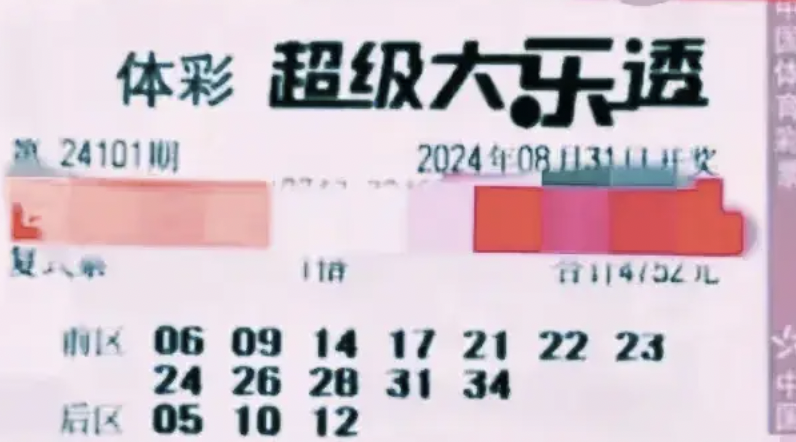 体彩 超级大乐透
第 24101期 2024年08月31日开奖
复式票 1倍 合计4752元
前区 06 09 14 17 21 22 23
24 26 28 31 34
后区 05 10 12
中国体育彩票
中国